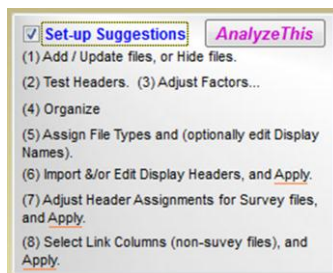 Set-up Suggestions AnalyzeThis
(1) Add / Update files, or Hide files.
(2) Test Headers. (3) Adjust Factors...
(4) Organize
(5) Assign File Types and (optionally edit Display
Names).
(6) Import &/or Edit Display Headers, and Apply.
(7) Adjust Header Assignments for Survey files,
and Apply.
(8) Select Link Columns (non-suvey files), and
Apply.